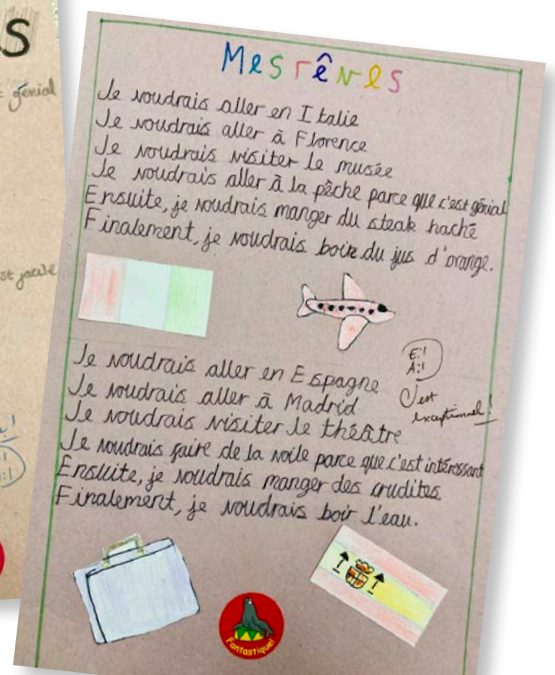 S
génial
Mes rêves
Je voudrais aller en Italie
Je voudrais aller à Florence
Je voudrais visiter le musée
Je voudrais aller à la pêche parce que c'est génial
Ensuite, je voudrais manger du steak haché
Finalement, je voudrais boire du jus d'orange.
Je voudrais aller en Espagne
Je voudrais aller à Madrid
Je voudrais visiter le théâtre
Je voudrais faire de la voile parce que c'est intéressant
Ensuite, je voudrais manger des crudites
Finalement, je voudrais boir l'eau.
E:1
A:1
C'est
exceptionnel!
fantastique!